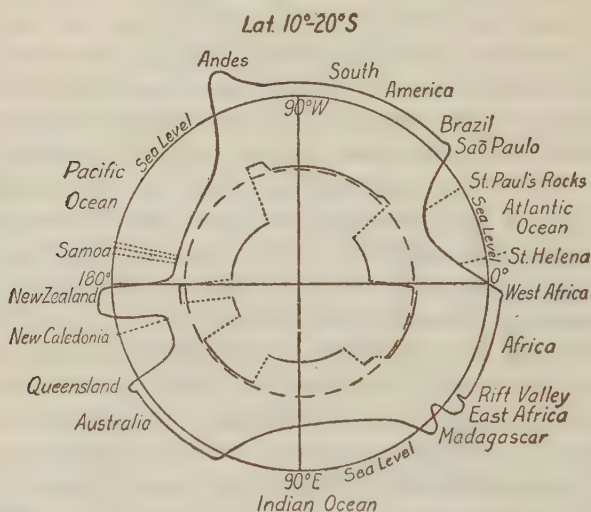 Lat. 10°-20°S
Andes
South
America
90°W
Sea Level
Brazil
Saõ Paulo
Pacific
Ocean
St. Paul's Rocks
Sea Level
Atlantic
Ocean
Samoa
St. Helena
180°
0°
New Zealand
West Africa
New Caledonia
Africa
Queensland
Rift Valley
East Africa
Australia
Madagascar
Sea Level
90°E
Indian Ocean